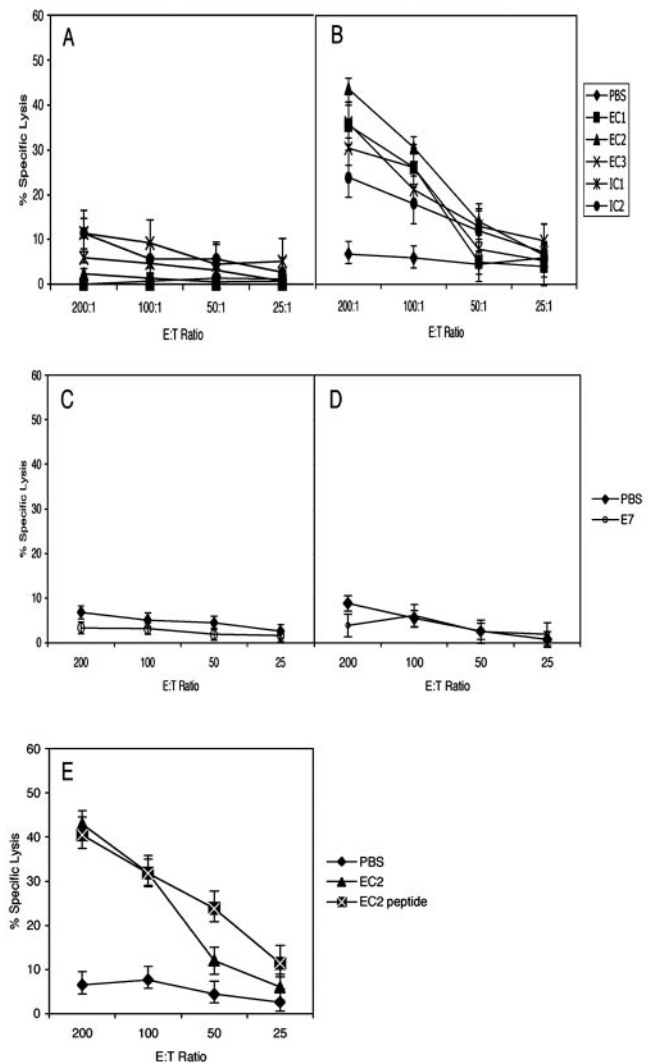 A
B
60
50
40
30
20
10
0
% Specific Lysis
200:1 100:1 50:1 25:1
200:1 100:1 50:1 25:1
E:T Ratio
E:T Ratio
PBS
EC1
EC2
EC3
IC1
IC2
C
D
60
50
40
30
20
10
0
% Specific Lysis
200 100 50 25
200 100 50 25
E:T Ratio
E:T Ratio
PBS
E7
E
60
50
40
30
20
10
0
% Specific Lysis
200 100 50 25
E:T Ratio
PBS
EC2
EC2 peptide